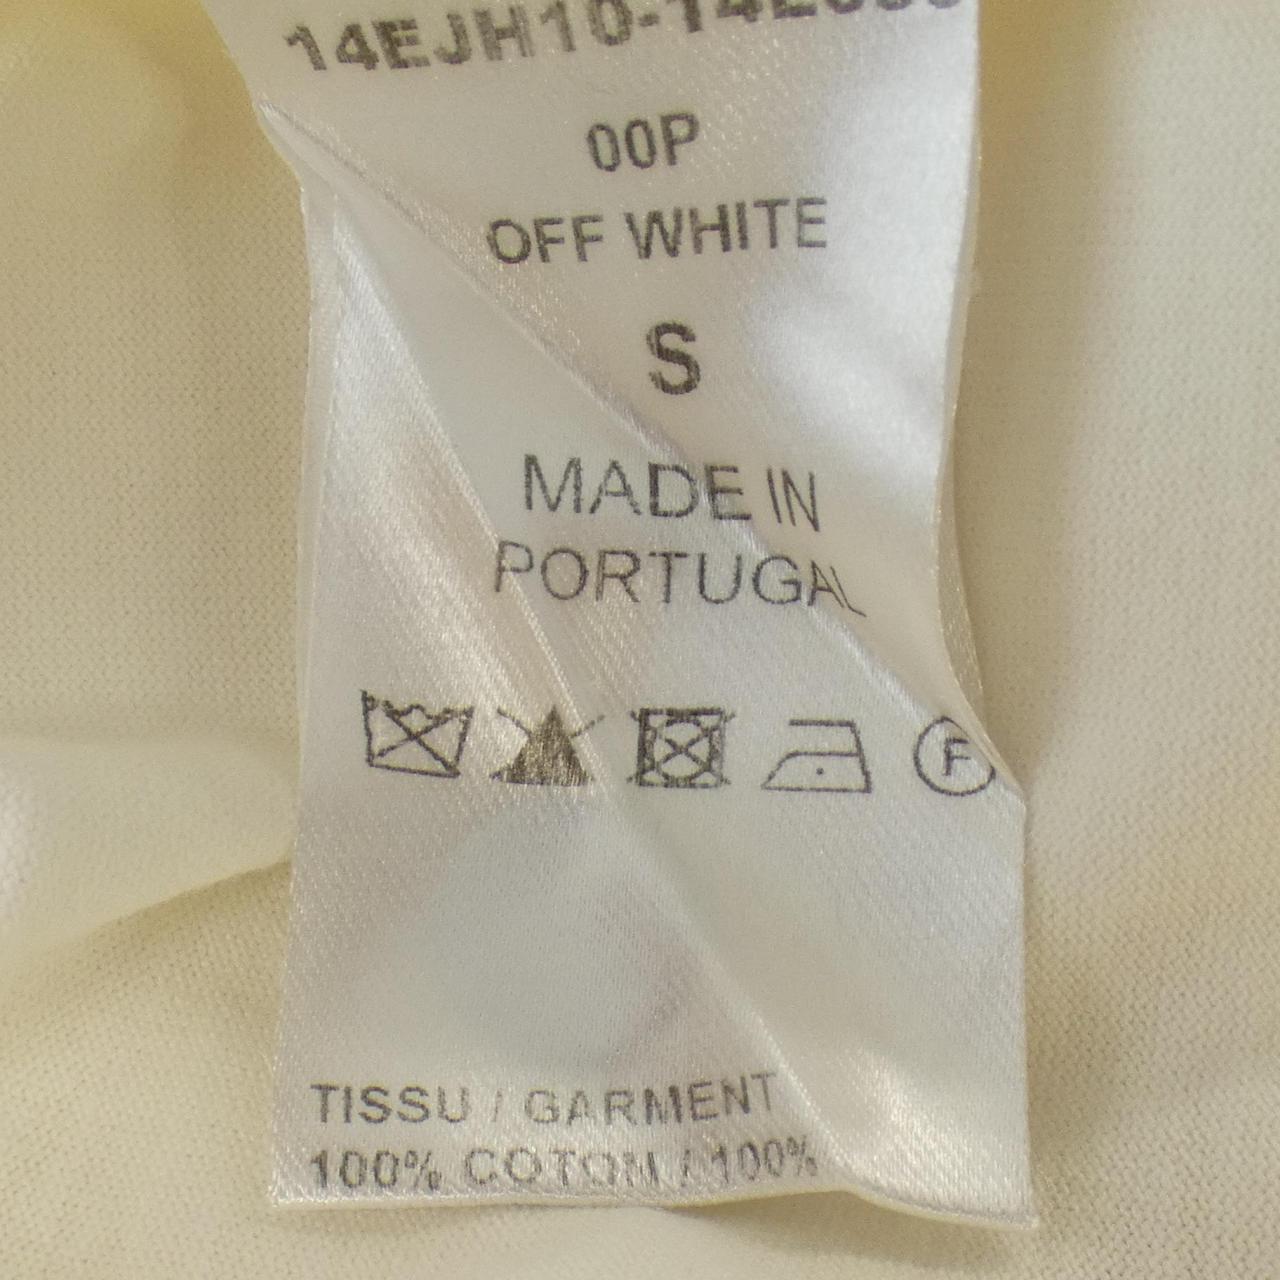 00P
OFF WHITE
S
MADE IN
PORTUGAL
F
TISSU / GARMENT
100% COTON / 100%